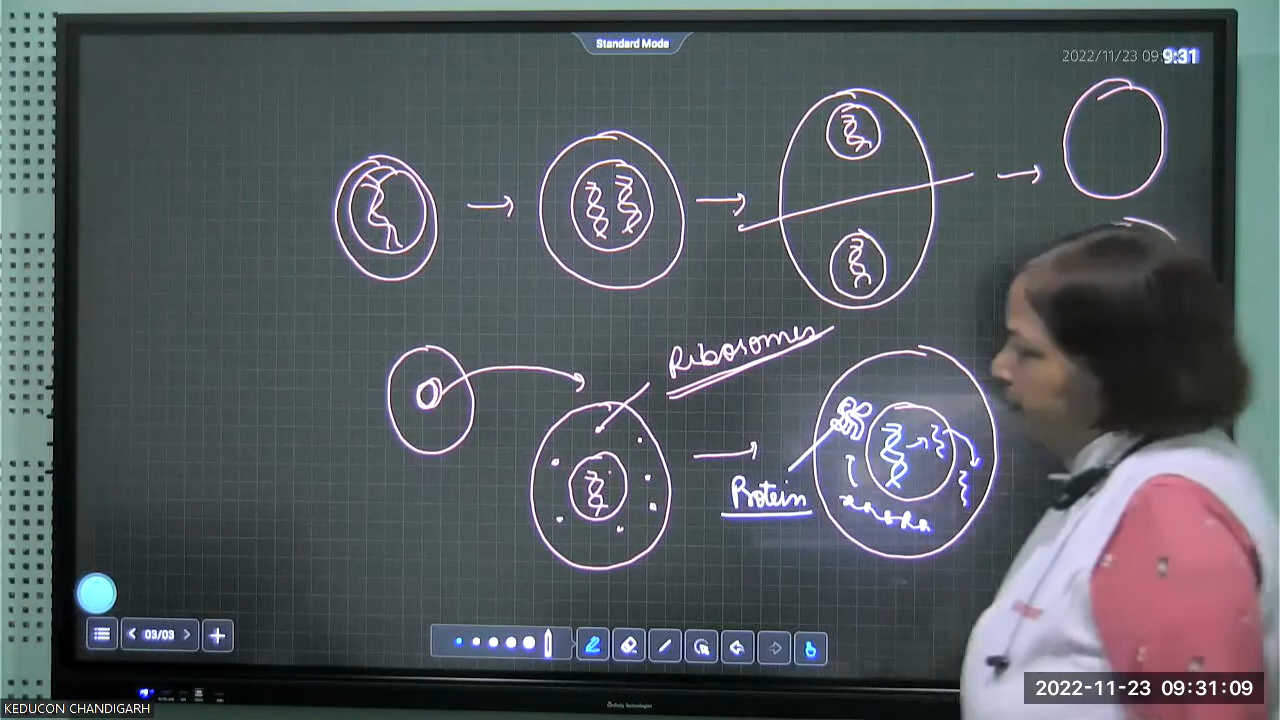 Standard Mode
2022/11/23 09:
9:31
Ribosomes
Protein
03/03
KEDUCON CHANDIGARH
2022-11-23 09:31:09